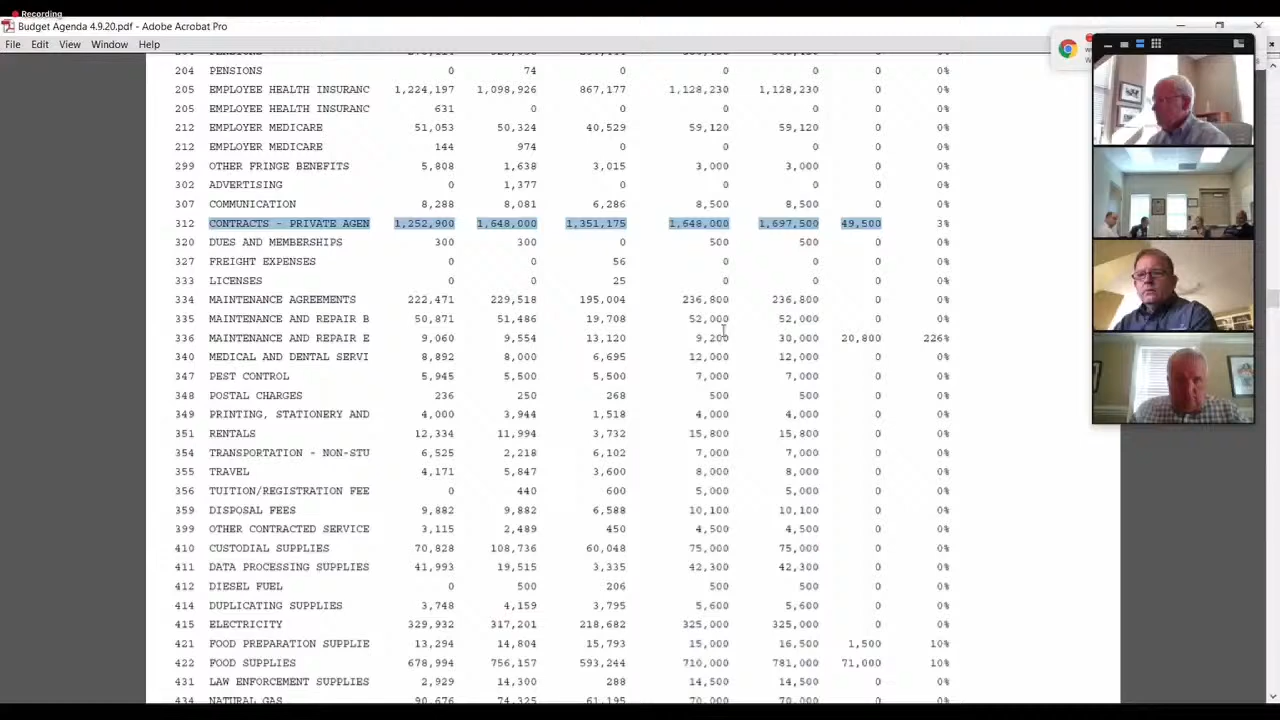 Recording
Budget Agenda 4.9.20.pdf - Adobe Acrobat Pro
File Edit View Window Help
204 PENSIONS 0 74 0 0 0 0 0%
205 EMPLOYEE HEALTH INSURANC 1,224,197 1,098,926 867,177 1,128,230 1,128,230 0 0%
205 EMPLOYEE HEALTH INSURANC 631 0 0 0 0 0 0%
212 EMPLOYER MEDICARE 51,053 50,324 40,529 59,120 59,120 0 0%
212 EMPLOYER MEDICARE 144 974 0 0 0 0 0%
299 OTHER FRINGE BENEFITS 5,808 1,638 3,015 3,000 3,000 0 0%
302 ADVERTISING 0 1,377 0 0 0 0 0%
307 COMMUNICATION 8,288 8,081 6,286 8,500 8,500 0 0%
312 CONTRACTS - PRIVATE AGEN 1,252,900 1,648,000 1,351,175 1,648,000 1,697,500 49,500 3%
320 DUES AND MEMBERSHIPS 300 300 0 500 500 0 0%
327 FREIGHT EXPENSES 0 0 56 0 0 0 0%
333 LICENSES 0 0 25 0 0 0 0%
334 MAINTENANCE AGREEMENTS 222,471 229,518 195,004 236,800 236,800 0 0%
335 MAINTENANCE AND REPAIR B 50,871 51,486 19,708 52,000 52,000 0 0%
336 MAINTENANCE AND REPAIR E 9,060 9,554 13,120 9,200 30,000 20,800 226%
340 MEDICAL AND DENTAL SERVI 8,892 8,000 6,695 12,000 12,000 0 0%
347 PEST CONTROL 5,945 5,500 5,500 7,000 7,000 0 0%
348 POSTAL CHARGES 236 250 268 500 500 0 0%
349 PRINTING, STATIONERY AND 4,000 3,944 1,518 4,000 4,000 0 0%
351 RENTALS 12,334 11,994 3,732 15,800 15,800 0 0%
354 TRANSPORTATION - NON-STU 6,525 2,218 6,102 7,000 7,000 0 0%
355 TRAVEL 4,171 5,847 3,600 8,000 8,000 0 0%
356 TUITION/REGISTRATION FEE 0 440 600 5,000 5,000 0 0%
359 DISPOSAL FEES 9,882 9,882 6,588 10,100 10,100 0 0%
399 OTHER CONTRACTED SERVICE 3,115 2,489 450 4,500 4,500 0 0%
410 CUSTODIAL SUPPLIES 70,828 108,736 60,048 75,000 75,000 0 0%
411 DATA PROCESSING SUPPLIES 41,993 19,515 3,335 42,300 42,300 0 0%
412 DIESEL FUEL 0 500 206 500 500 0 0%
414 DUPLICATING SUPPLIES 3,748 4,159 3,795 5,600 5,600 0 0%
415 ELECTRICITY 329,932 317,201 218,682 325,000 325,000 0 0%
421 FOOD PREPARATION SUPPLIE 13,294 14,804 15,793 15,000 16,500 1,500 10%
422 FOOD SUPPLIES 678,994 756,157 593,244 710,000 781,000 71,000 10%
431 LAW ENFORCEMENT SUPPLIES 2,929 14,300 288 14,500 14,500 0 0%
434 NATURAL GAS 90,676 74,325 61,195 70,000 70,000 0 0%